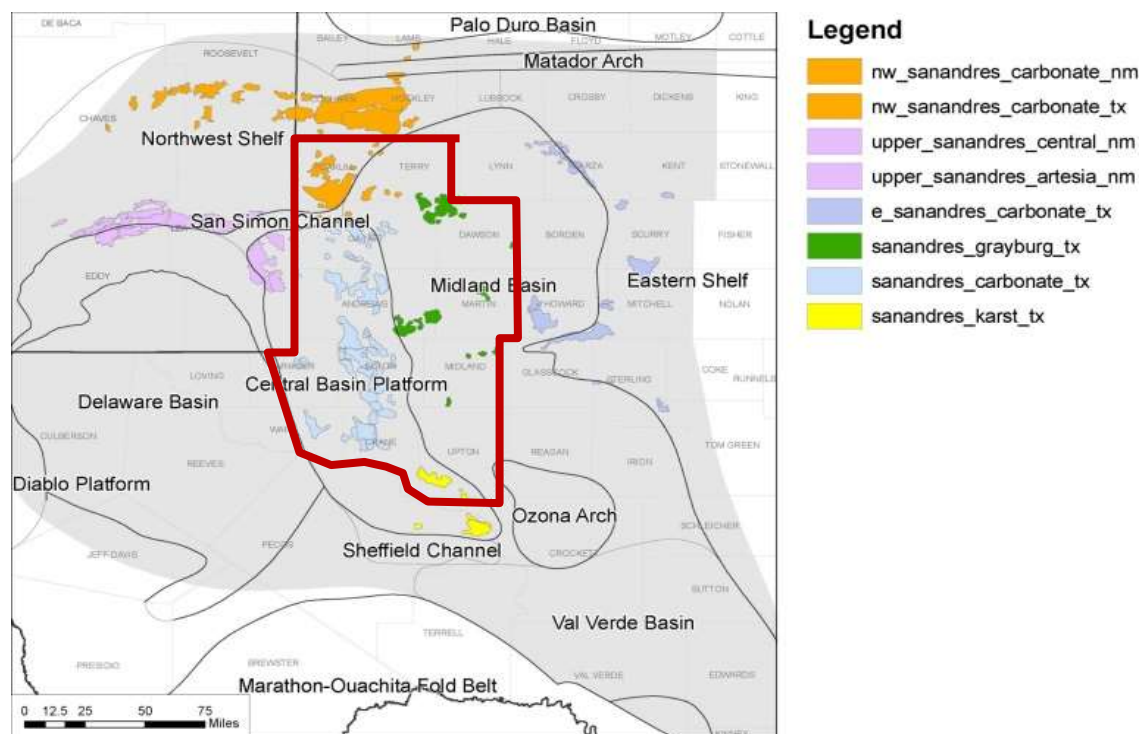 Palo Duro Basin
DE BACA
BAILEY
LAMB
HALE
FLOYD
MOTLEY
COTTLE
ROOSEVELT
Matador Arch
HOCKLEY
LUBBOCK
CROSBY
DICKENS
KING
CHAVES
Northwest Shelf
TERRY
LYNN
KENT
STONEWALL
San Simon Channel
DAWSON
BORDEN
SCURRY
FISHER
EDDY
Midland Basin
Eastern Shelf
ANDREWS
MARTIN
HOWARD
MITCHELL
NOLAN
LOVING
Central Basin Platform
MIDLAND
GLASSCOCK
STERLING
COKE
RUNNELS
Delaware Basin
CULBERSON
CRANE
UPTON
REAGAN
IRION
TOM GREEN
REEVES
Diablo Platform
Ozona Arch
SCHLEICHER
JEFF DAVIS
PECOS
Sheffield Channel
CROCKETT
SUTTON
Val Verde Basin
TERRELL
PRESIDIO
BREWSTER
VAL VERDE
EDWARDS
Marathon-Ouachita Fold Belt
0 12.5 25 50 75
Miles
KINNEY
Legend
nw_sanandres_carbonate_nm
nw_sanandres_carbonate_tx
upper_sanandres_central_nm
upper_sanandres_artesia_nm
e_sanandres_carbonate_tx
sanandres_grayburg_tx
sanandres_carbonate_tx
sanandres_karst_tx